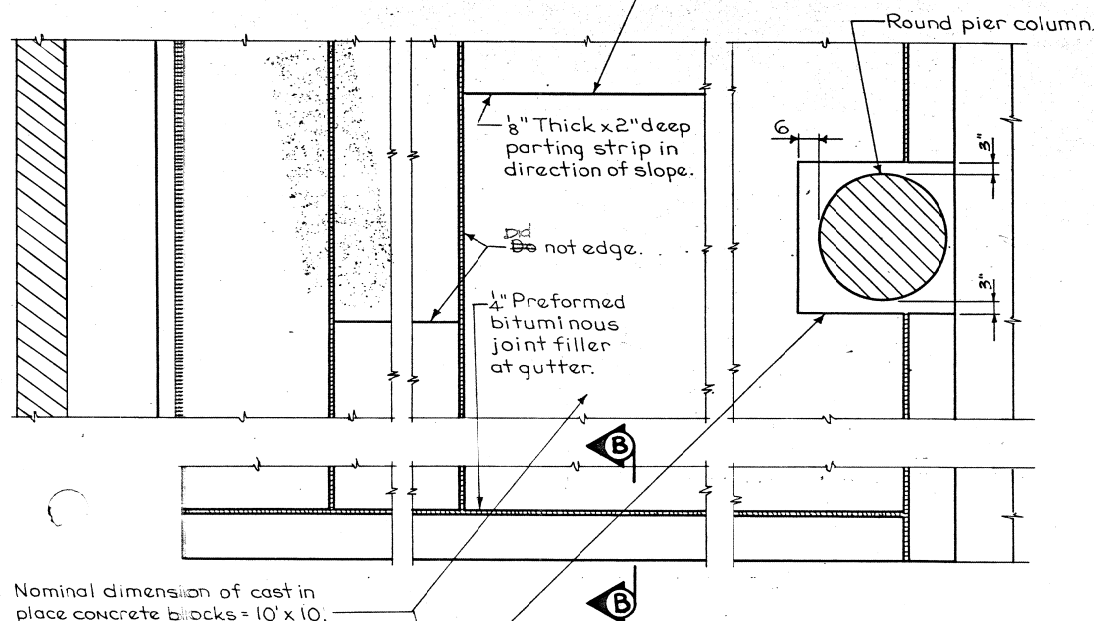 Round pier column.
1/8" Thick x 2" deep
parting strip in
direction of slope.
6
3"
Did
Do not edge.
3"
1/4" Preformed
bituminous
joint filler
at gutter.
B
B
Nominal dimension of cast in
place concrete blocks = 10' x 10'.